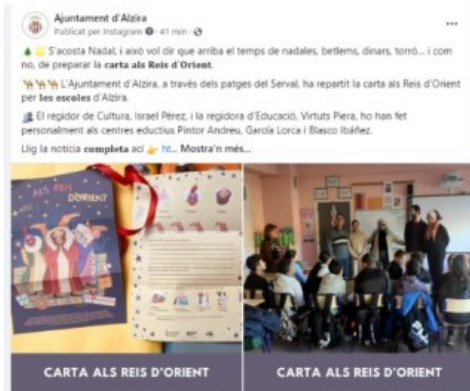 Ajuntament d'Alzira
Publicat per Instagram · 41 min ·
S'acosta Nadal, i això vol dir que arriba el temps de nadales, betlems, dinars, torró... i com
no, de preparar la carta als Reis d'Orient.
L'Ajuntament d'Alzira, a través dels patges del Serval, ha repartit la carta als Reis d'Orient
per les escoles d'Alzira.
El regidor de Cultura, Israel Pérez, i la regidora d'Educació, Virtuts Piera, ho han fet
personalment als centres eductius Pintor Andreu, García Lorca i Blasco Ibáñez.
Llig la notícia completa ací ht... Mostra'n més...
ALS REIS
D'ORIENT
CARTA ALS REIS D'ORIENT
CARTA ALS REIS D'ORIENT